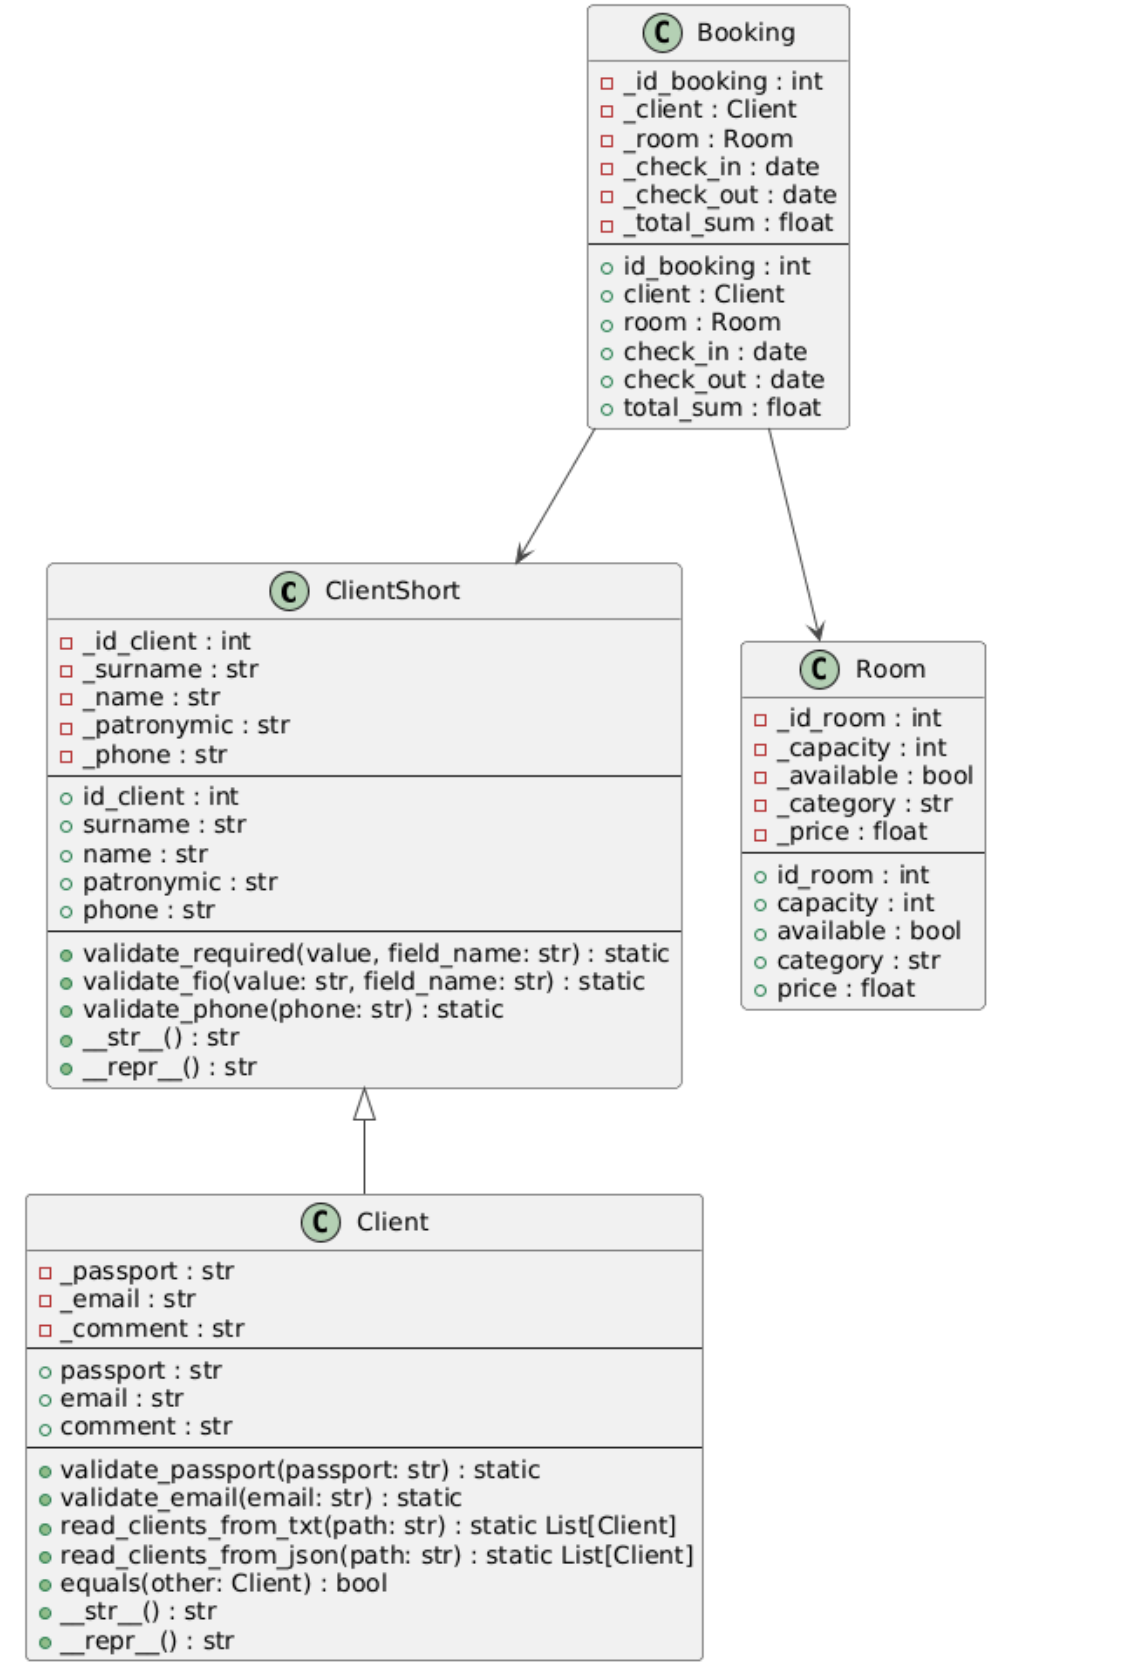 C Booking
_id_booking : int
_client : Client
_room : Room
_check_in : date
_check_out : date
_total_sum : float
id_booking : int
client : Client
room : Room
check_in : date
check_out : date
total_sum : float
C ClientShort
_id_client : int
_surname : str
_name : str
_patronymic : str
_phone : str
id_client : int
surname : str
name : str
patronymic : str
phone : str
validate_required(value, field_name: str) : static
validate_fio(value: str, field_name: str) : static
validate_phone(phone: str) : static
__str__() : str
__repr__() : str
C Room
_id_room : int
_capacity : int
_available : bool
_category : str
_price : float
id_room : int
capacity : int
available : bool
category : str
price : float
C Client
_passport : str
_email : str
_comment : str
passport : str
email : str
comment : str
validate_passport(passport: str) : static
validate_email(email: str) : static
read_clients_from_txt(path: str) : static List[Client]
read_clients_from_json(path: str) : static List[Client]
equals(other: Client) : bool
__str__() : str
__repr__() : str